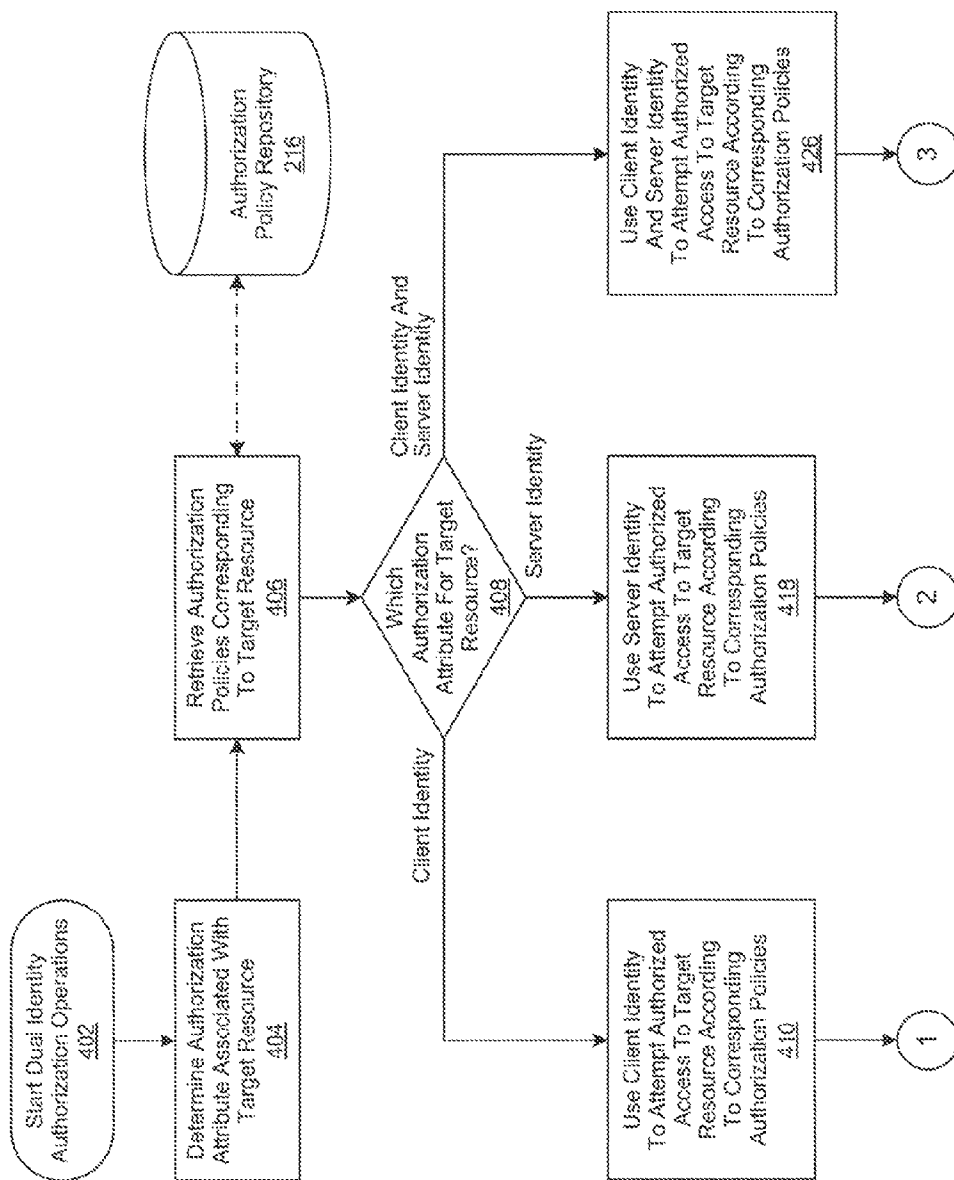 Start Dual Identity
Authorization Operations
402
Determine Authorization
Attribute Associated With
Target Resource
404
Retrieve Authorization
Policies Corresponding
To Target Resource
406
Authorization
Policy Repository
216
Which
Authorization
Attribute For Target
Resource?
408
Client Identity
Server Identity
Client Identity And
Server Identity
Use Client Identity
To Attempt Authorized
Access To Target
Resource According
To Corresponding
Authorization Policies
410
Use Server Identity
To Attempt Authorized
Access To Target
Resource According
To Corresponding
Authorization Policies
418
Use Client Identity
And Server Identity
To Attempt Authorized
Access To Target
Resource According
To Corresponding
Authorization Policies
426
1
2
3